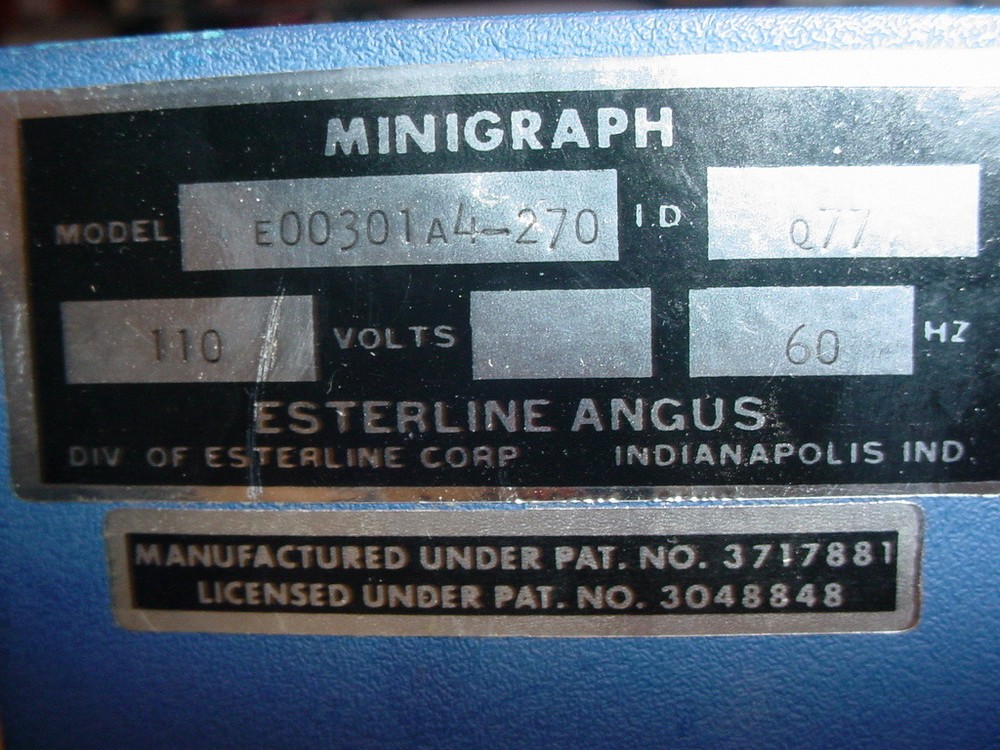 MINIGRAPH
MODEL E00301A4-270 ID Q77
110 VOLTS 60 HZ
ESTERLINE ANGUS
DIV OF ESTERLINE CORP INDIANAPOLIS IND.
MANUFACTURED UNDER PAT. NO. 3717881
LICENSED UNDER PAT. NO. 3048848